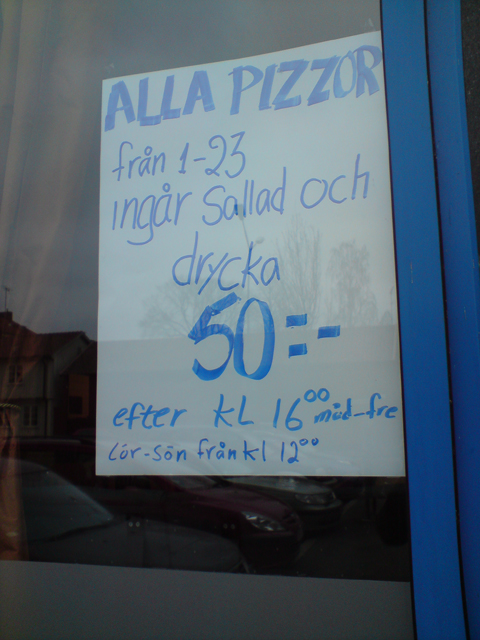 ALLA PIZZOR
från 1-23
ingår Sallad och
drycka
50:-
efter KL 16⁰⁰ måd-fre
Lör-sön från kl 12⁰⁰